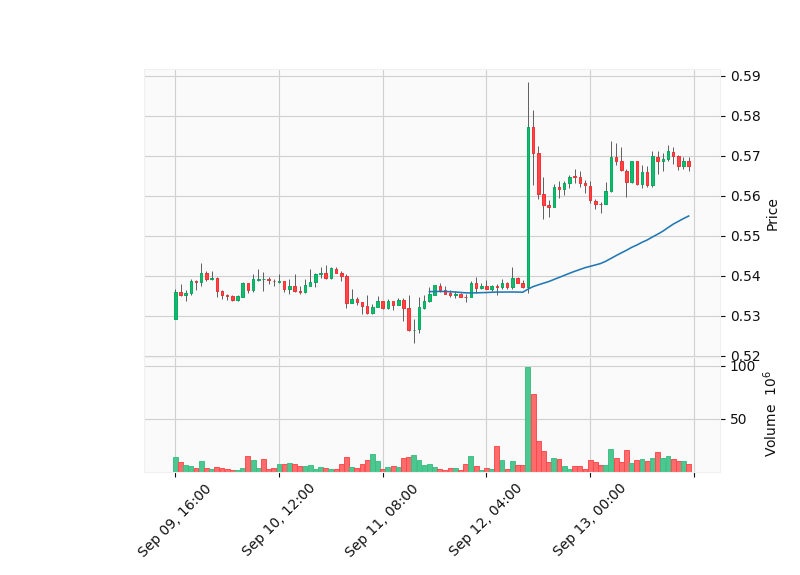 0.59
0.58
0.57
0.56
0.55
0.54
0.53
0.52
Price
100
50
Volume 10⁶
Sep 09, 16:00
Sep 10, 12:00
Sep 11, 08:00
Sep 12, 04:00
Sep 13, 00:00